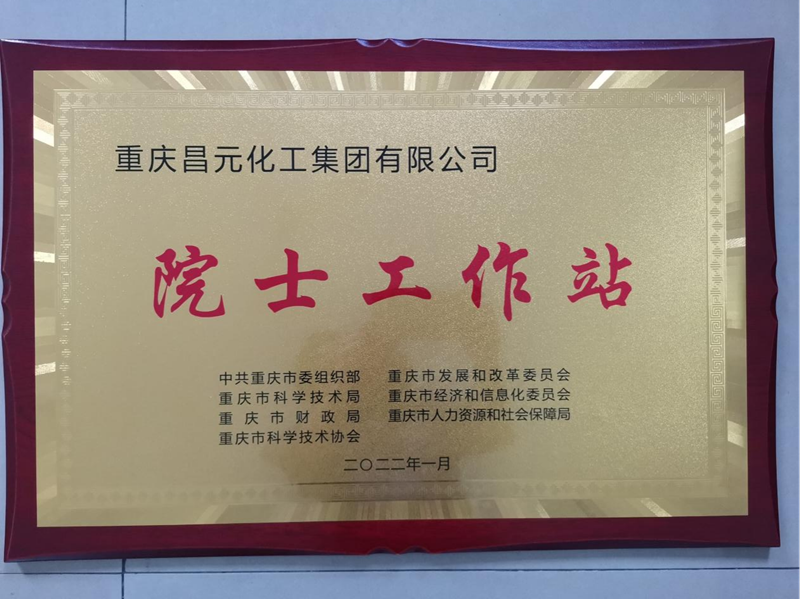 重庆昌元化工集团有限公司
院士工作站
中共重庆市委组织部 重庆市发展和改革委员会
重庆市科学技术局 重庆市经济和信息化委员会
重庆市财政局 重庆市人力资源和社会保障局
重庆市科学技术协会
二〇二二年一月